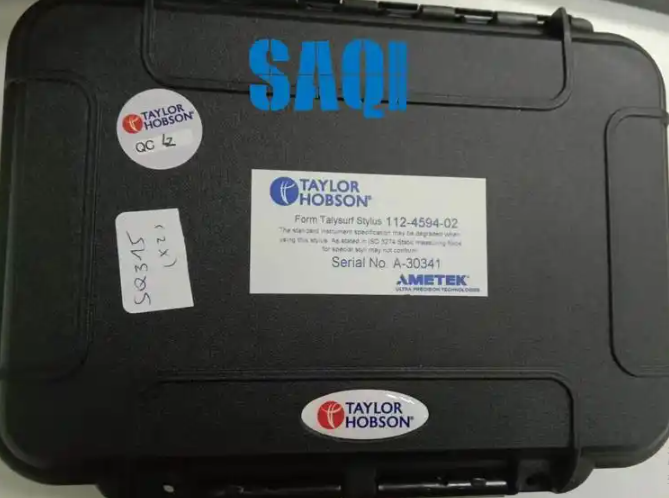 SAQI
TAYLOR
HOBSON®
QC
TAYLOR
HOBSON®
Form Talysurf Stylus 112-4594-02
The standard instrument specification may be degraded when
using this stylus. As stated in ISO 3274 Static measuring force
for special styli may not conform.
Serial No. A-30341
AMETEK®
ULTRA PRECISION TECHNOLOGIES
SQ315
(X2)
TAYLOR
HOBSON®